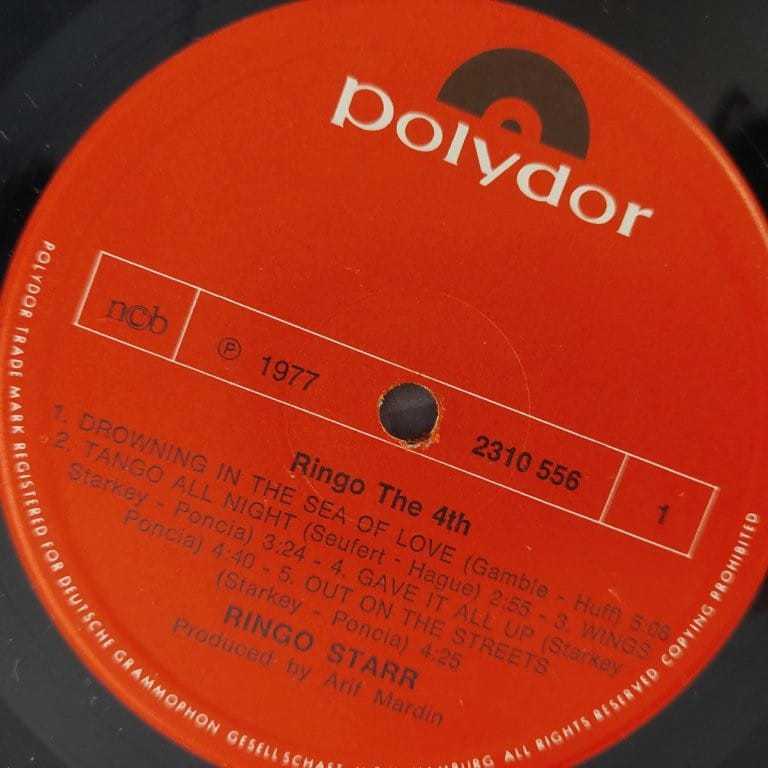 polydor
n©b
℗ 1977
2310 556
1
Ringo The 4th
1. DROWNING IN THE SEA OF LOVE (Gamble - Huff) 5:08
2. TANGO ALL NIGHT (Seufert - Hague) 2:55 - 3. WINGS
Starkey - Poncia) 3:24 - 4. GAVE IT ALL UP (Starkey
Poncia) 4:40 - 5. OUT ON THE STREETS
(Starkey - Poncia) 4:25
RINGO STARR
Produced by Arif Mardin
POLYDOR TRADE MARK REGISTERED FOR DEUTSCHE GRAMMOPHON GESELLSCHAFT HAMBURG ALL RIGHTS RESERVED COPYING PROHIBITED